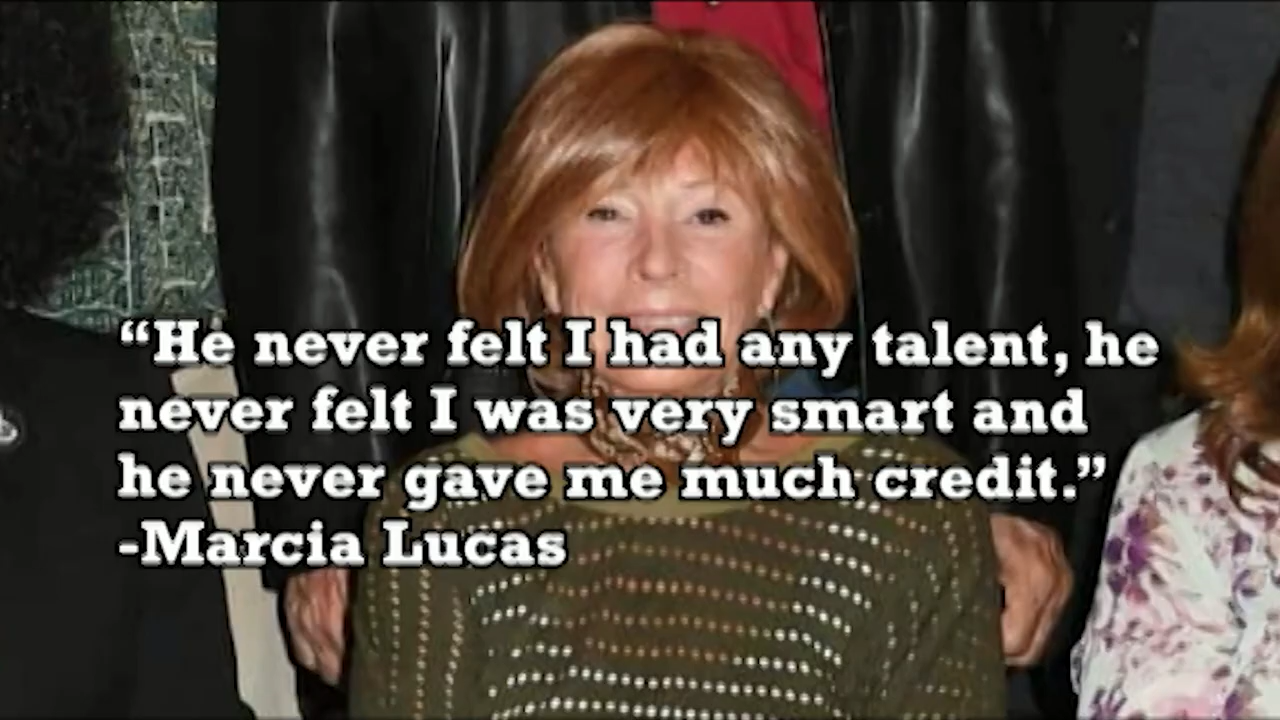 “He never felt I had any talent, he
never felt I was very smart and
he never gave me much credit.”
-Marcia Lucas